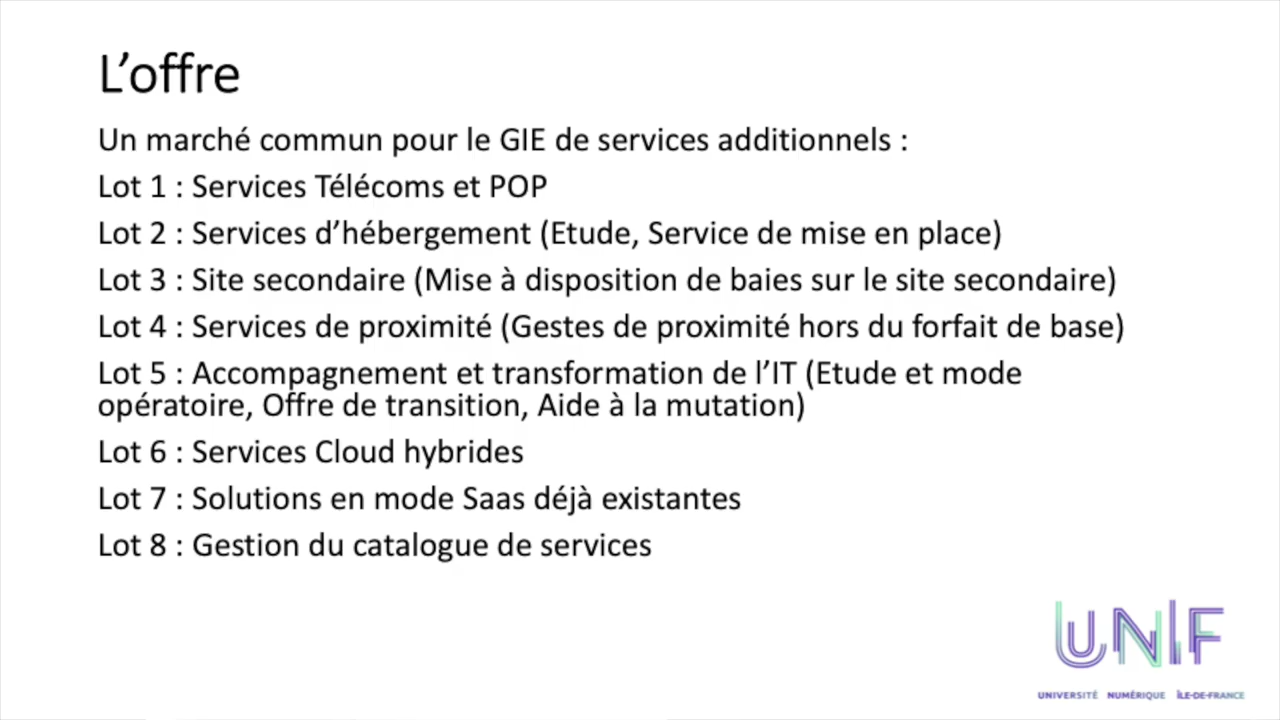 L’offre
Un marché commun pour le GIE de services additionnels :
Lot 1 : Services Télécoms et POP
Lot 2 : Services d’hébergement (Etude, Service de mise en place)
Lot 3 : Site secondaire (Mise à disposition de baies sur le site secondaire)
Lot 4 : Services de proximité (Gestes de proximité hors du forfait de base)
Lot 5 : Accompagnement et transformation de l’IT (Etude et mode
opératoire, Offre de transition, Aide à la mutation)
Lot 6 : Services Cloud hybrides
Lot 7 : Solutions en mode Saas déjà existantes
Lot 8 : Gestion du catalogue de services
UNIF
UNIVERSITÉ NUMÉRIQUE ÎLE-DE-FRANCE